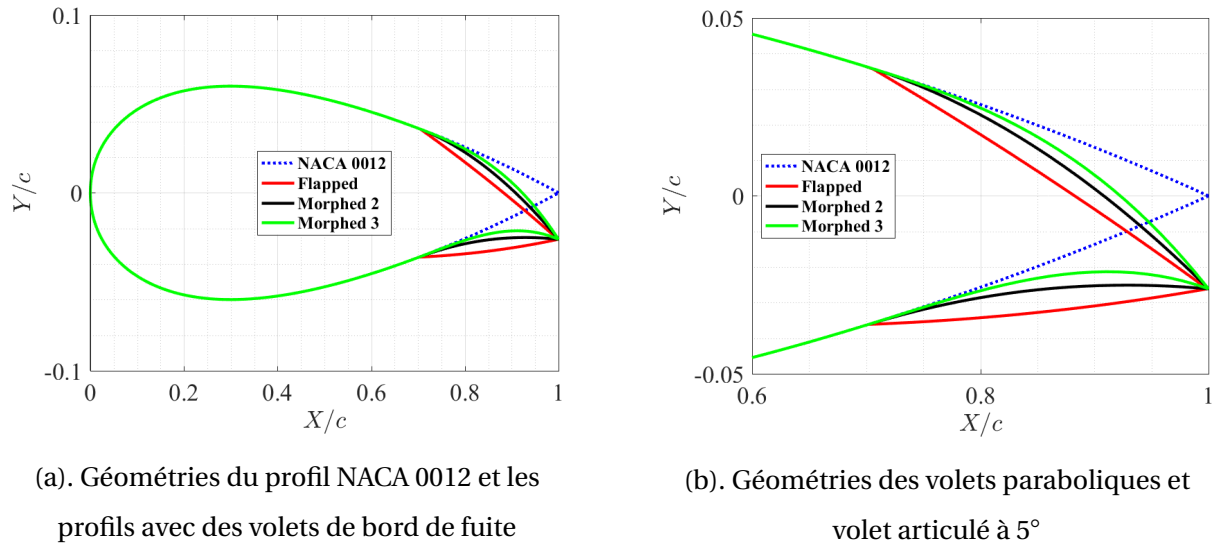 0.1
Y/c
0
-0.1
NACA 0012
Flapped
Morphed 2
Morphed 3
0
0.2
0.4
0.6
0.8
1
X/c
(a). Géométries du profil NACA 0012 et les
profils avec des volets de bord de fuite
0.05
Y/c
0
-0.05
NACA 0012
Flapped
Morphed 2
Morphed 3
0.6
0.8
1
X/c
(b). Géométries des volets paraboliques et
volet articulé à 5°